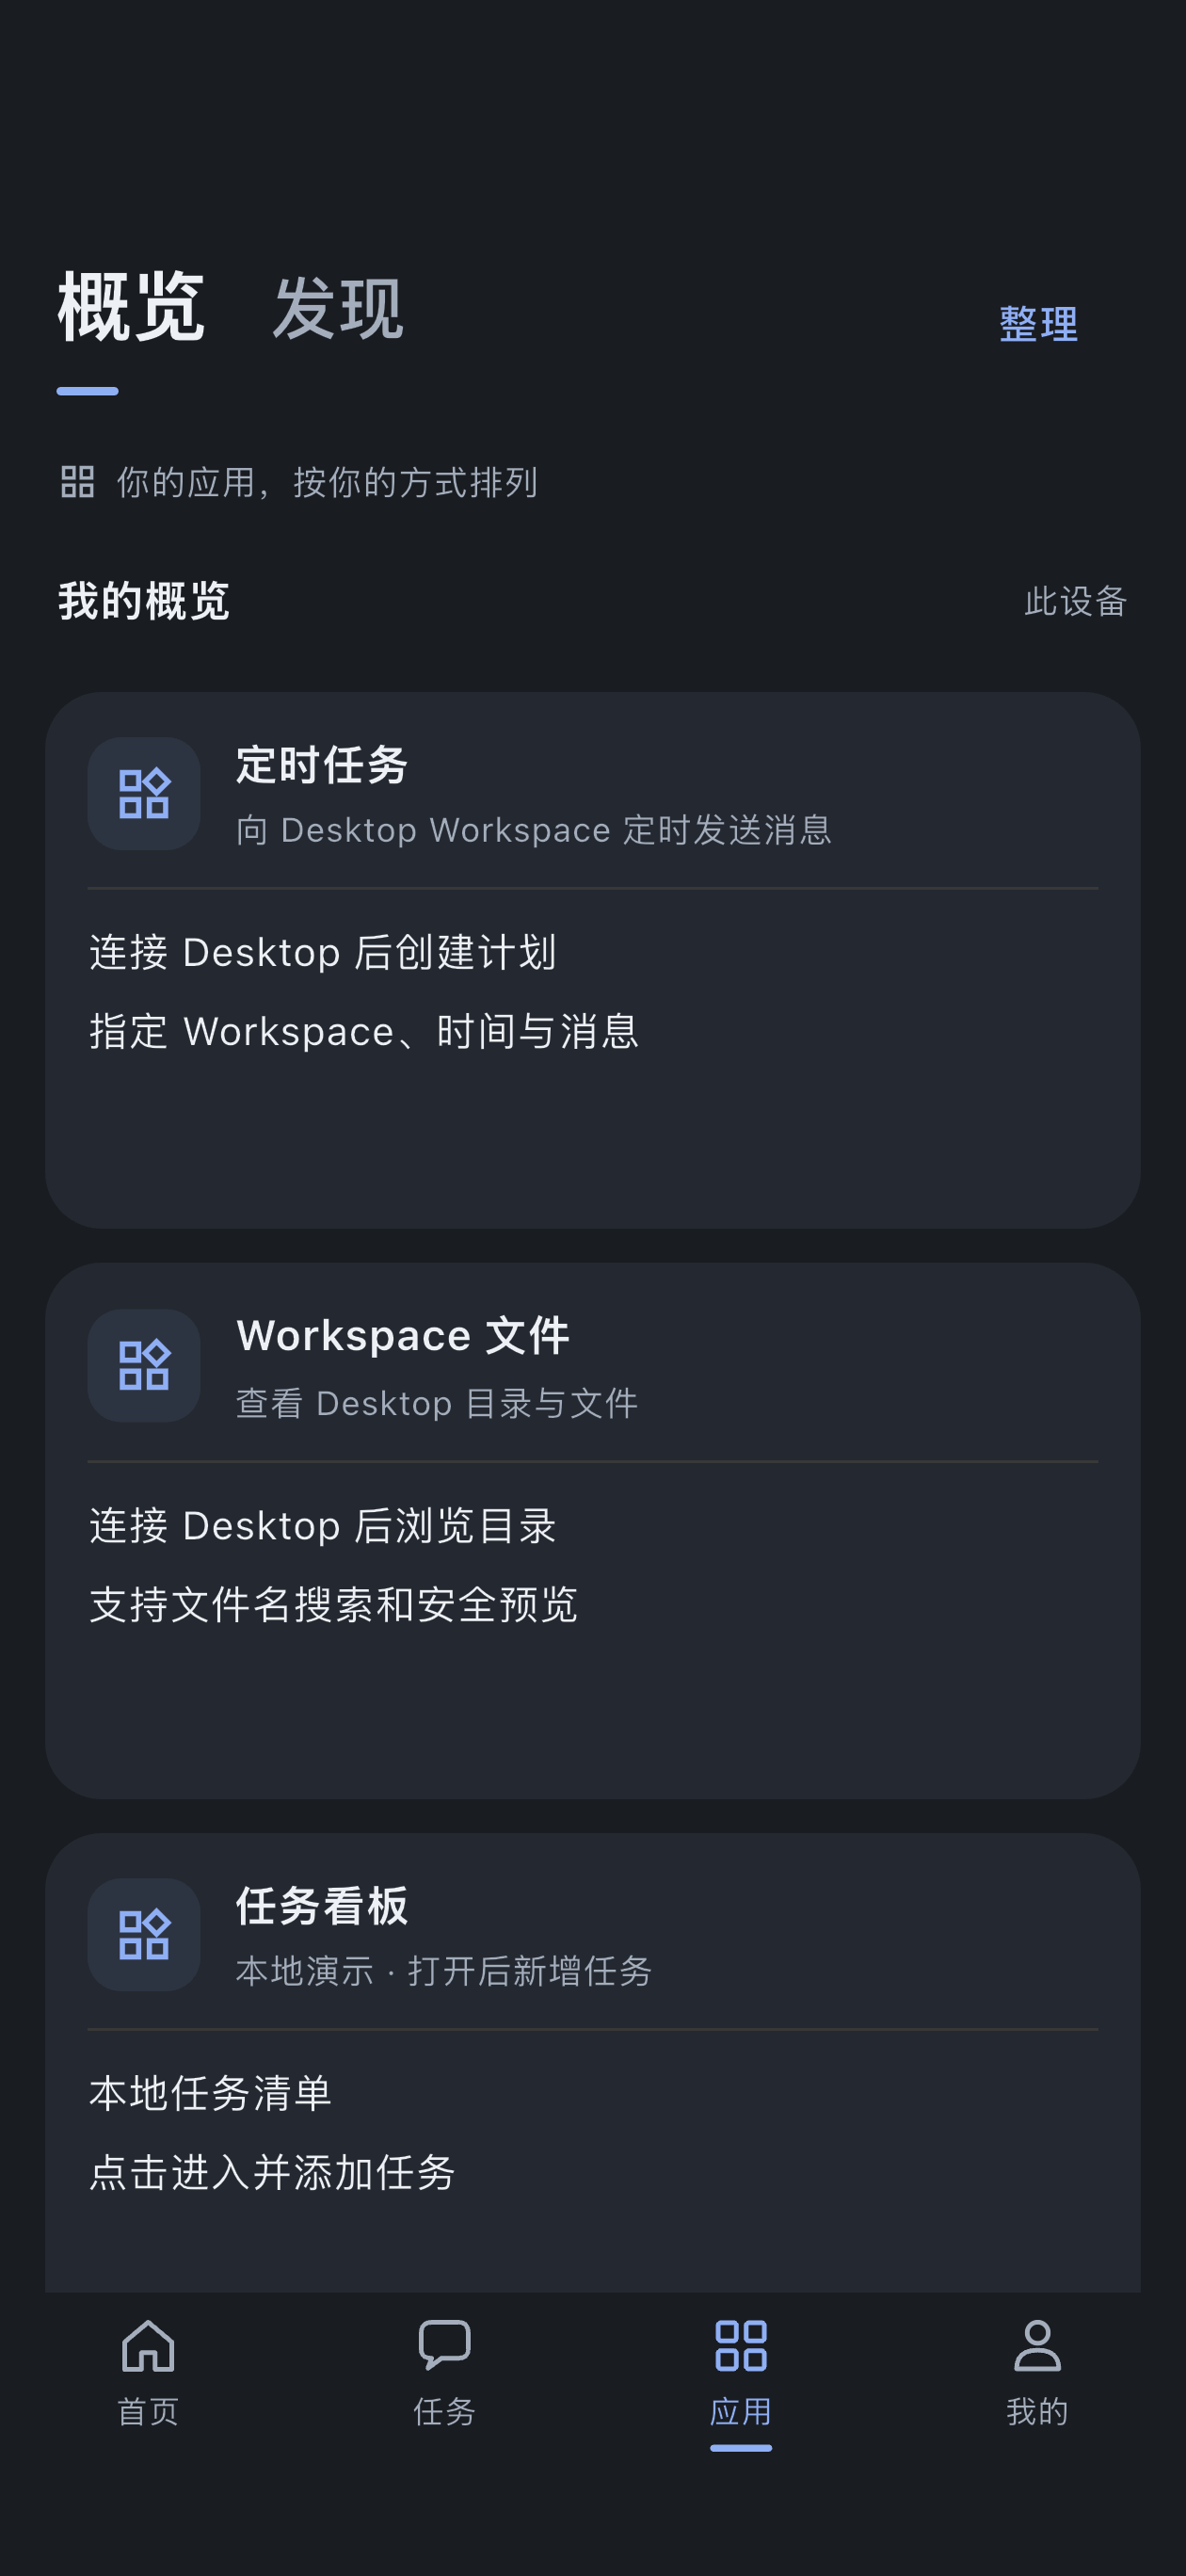 概览 发现 整理
你的应用，按你的方式排列
我的概览 此设备
定时任务
向 Desktop Workspace 定时发送消息
连接 Desktop 后创建计划
指定 Workspace、时间与消息
Workspace 文件
查看 Desktop 目录与文件
连接 Desktop 后浏览目录
支持文件名搜索和安全预览
任务看板
本地演示 · 打开后新增任务
本地任务清单
点击进入并添加任务
首页 任务 应用 我的